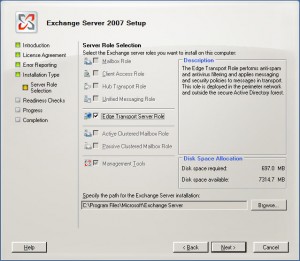 Exchange Server 2007 Setup
Introduction
License Agreement
Error Reporting
Installation Type
Server Role Selection
Readiness Checks
Progress
Completion
Server Role Selection
Select the Exchange server roles you want to install on this computer:
Mailbox Role
Client Access Role
Hub Transport Role
Unified Messaging Role
Edge Transport Server Role
Active Clustered Mailbox Role
Passive Clustered Mailbox Role
Management Tools
Description
The Edge Transport Role performs anti-spam and antivirus filtering and applies messaging and security policies to messages in transport. This role is deployed in the perimeter network and outside the secure Active Directory forest.
Disk Space Allocation
Disk space required: 697.0 MB
Disk space available: 7314.7 MB
Specify the path for the Exchange Server installation:
C:\Program Files\Microsoft\Exchange Server
Browse...
Help
< Back
Next >
Cancel